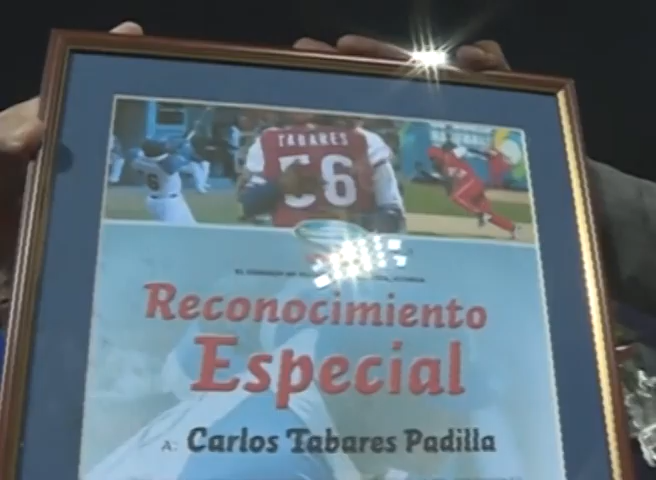 TABARES
56
Reconocimiento
Especial
A: Carlos Tabares Padilla